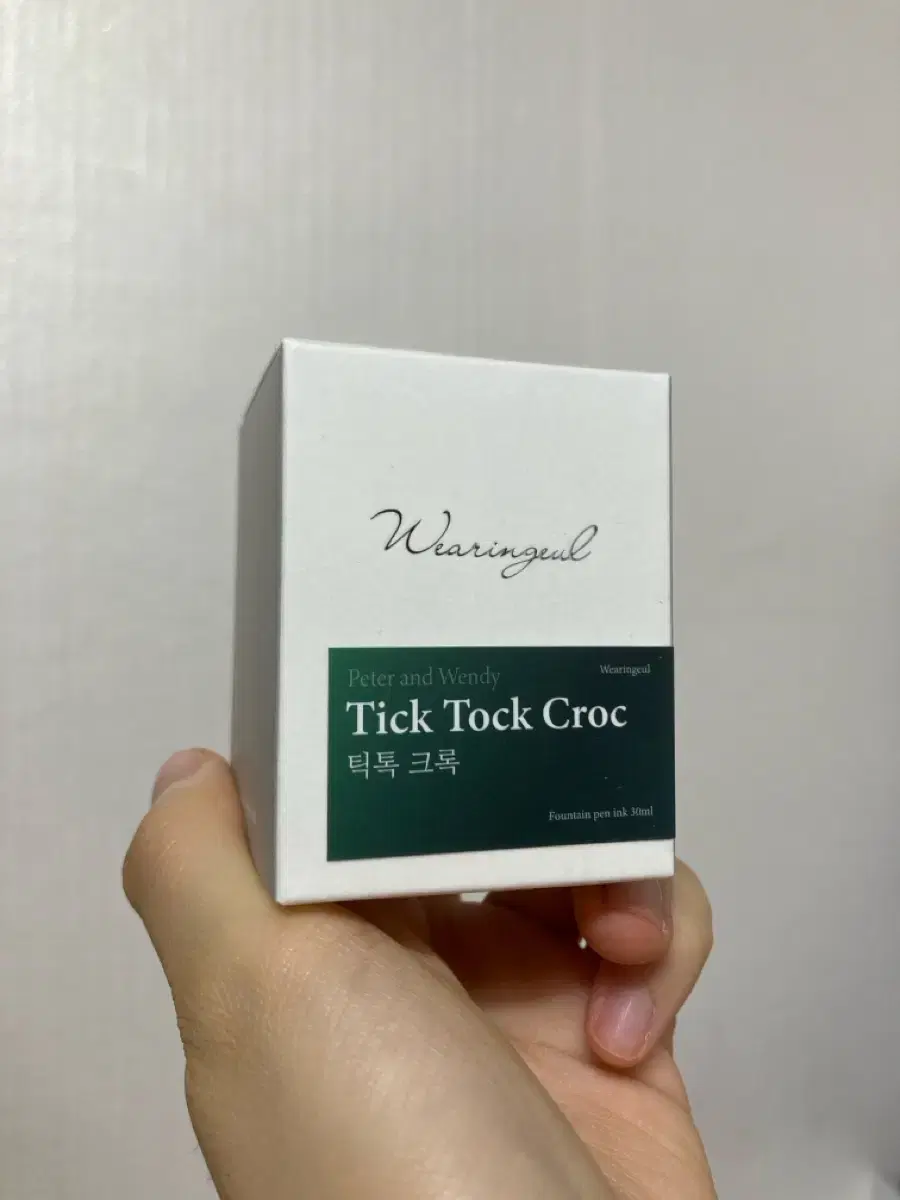 Wearingeul
Peter and Wendy
Wearingeul
Tick Tock Croc
틱톡 크록
Fountain pen ink 30ml